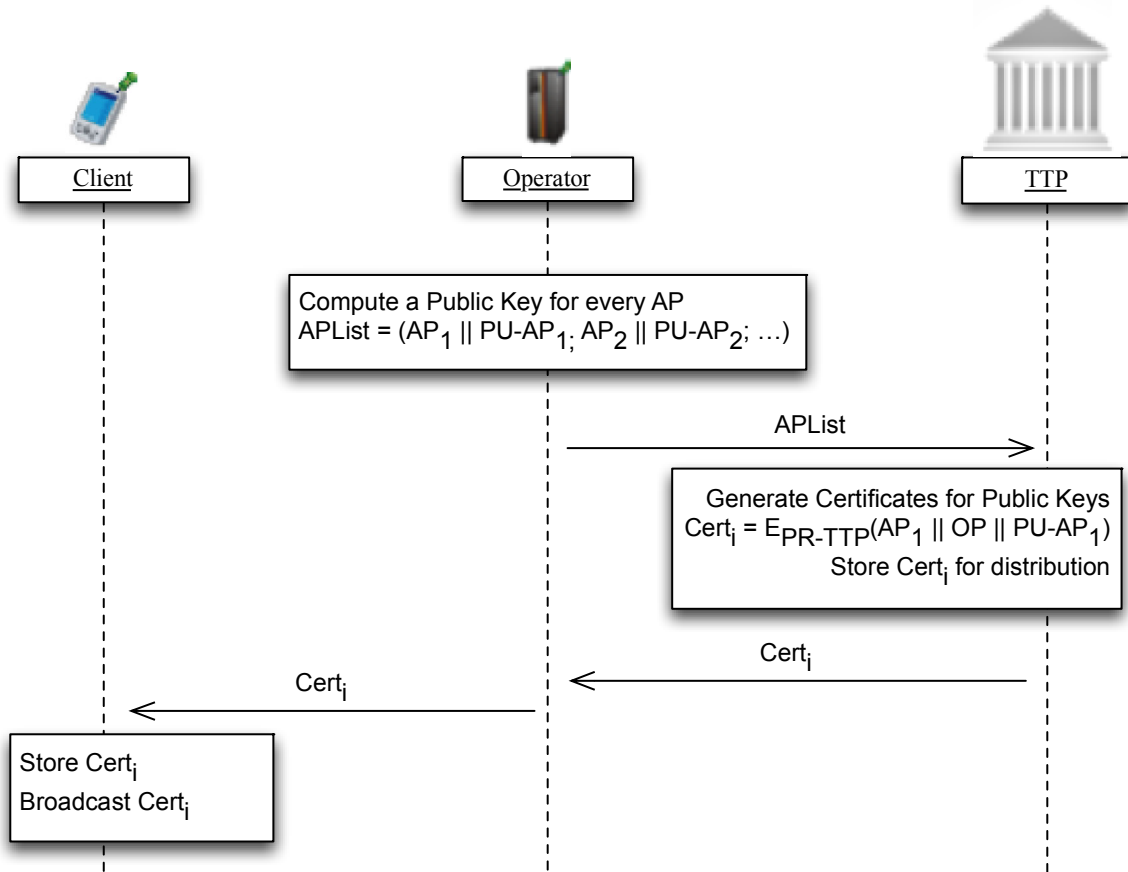 Client
Operator
TTP
Compute a Public Key for every AP
APList = (AP₁ || PU-AP₁; AP₂ || PU-AP₂; …)
APList
Generate Certificates for Public Keys
Certᵢ = E_PR-TTP(AP₁ || OP || PU-AP₁)
Store Certᵢ for distribution
Certᵢ
Certᵢ
Store Certᵢ
Broadcast Certᵢ